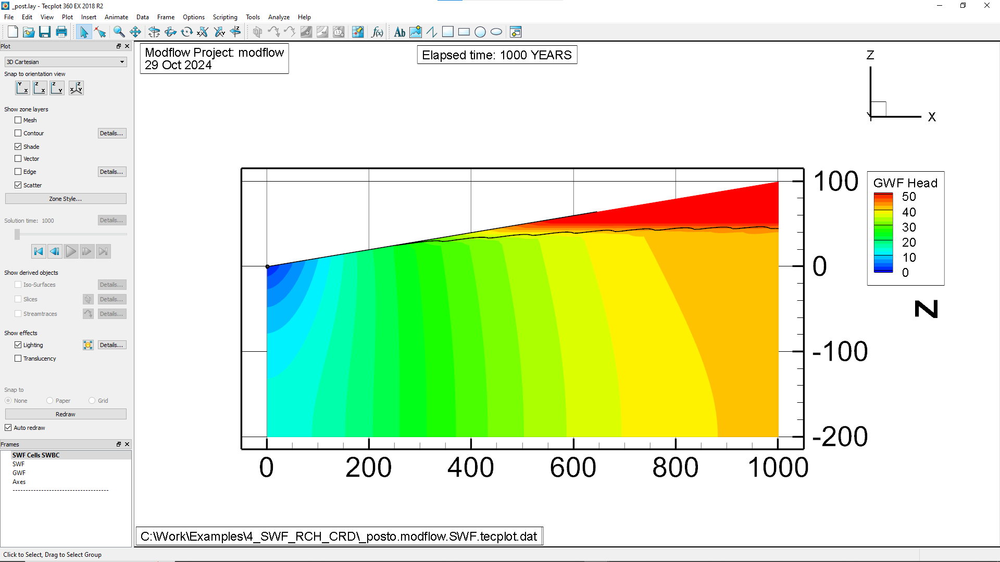 _post.lay - Tecplot 360 EX 2018 R2
File Edit View Plot Insert Animate Data Frame Options Scripting Tools Analyze Help
Ab
f(x)
Plot
3D Cartesian
Snap to orientation view
Y X Z X Z Y X Z Y
Show zone layers
Mesh
Contour Details...
Shade
Vector
Edge Details...
Scatter
Zone Style...
Solution time: 1000 Details...
Show derived objects
Iso-Surfaces Details...
Slices Details...
Streamtraces Details...
Show effects
Lighting Details...
Translucency
Snap to
None Paper Grid
Redraw
Auto redraw
Frames
SWF Cells SWBC
SWF
GWF
Axes
------------------------------------
Modflow Project: modflow
29 Oct 2024
Elapsed time: 1000 YEARS
Z
X
Y
100
0
-100
-200
0 200 400 600 800 1000
GWF Head
50
40
30
20
10
0
Z
C:\Work\Examples\4_SWF_RCH_CRD\_posto.modflow.SWF.tecplot.dat
Click to Select, Drag to Select Group